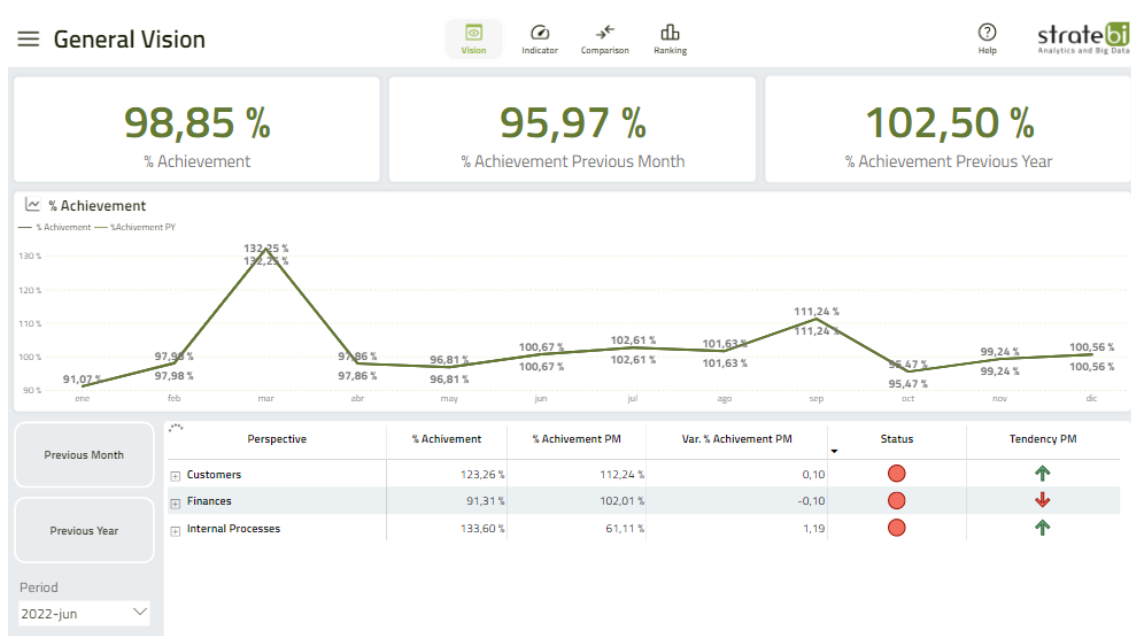 General Vision
Vision
Indicator
Comparison
Ranking
Help
stratebi
Analytics and Big Data
98,85 %
% Achievement
95,97 %
% Achievement Previous Month
102,50 %
% Achievement Previous Year
% Achievement
% Achivement %Achivement PY
130 %
120 %
110 %
100 %
90 %
91,07 %
97,98 %
97,98 %
132,25 %
132,25 %
97,86 %
97,86 %
96,81 %
96,81 %
100,67 %
100,67 %
102,61 %
102,61 %
101,63 %
101,63 %
111,24 %
111,24 %
95,47 %
95,47 %
99,24 %
99,24 %
100,56 %
100,56 %
ene feb mar abr may jun jul ago sep oct nov dic
Previous Month
Previous Year
Period
2022-jun
Perspective % Achivement % Achivement PM Var. % Achivement PM Status Tendency PM
Customers 123,26 % 112,24 % 0,10
Finances 91,31 % 102,01 % -0,10
Internal Processes 133,60 % 61,11 % 1,19